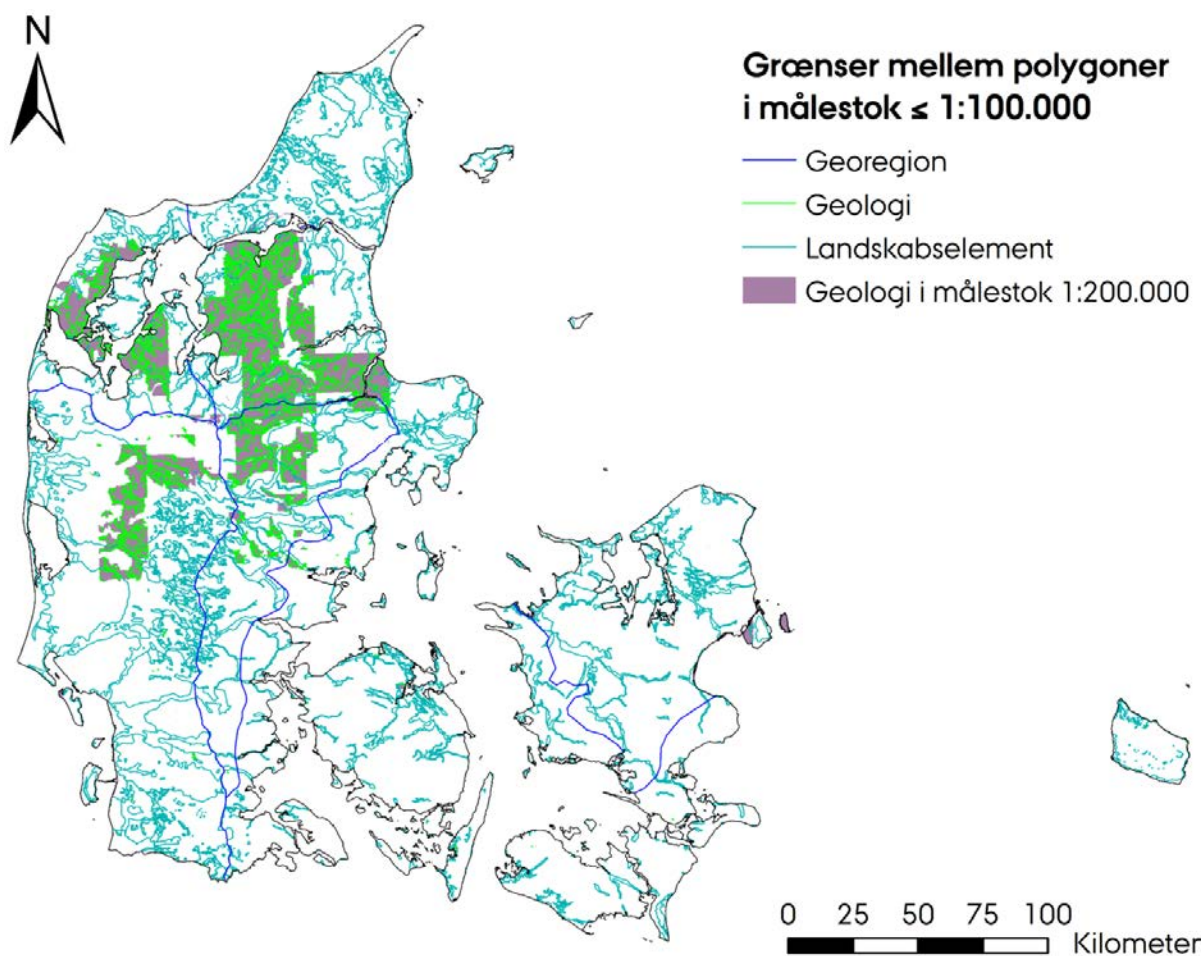 N
Grænser mellem polygoner
i målestok ≤ 1:100.000
Georegion
Geologi
Landskabselement
Geologi i målestok 1:200.000
0 25 50 75 100
Kilometer